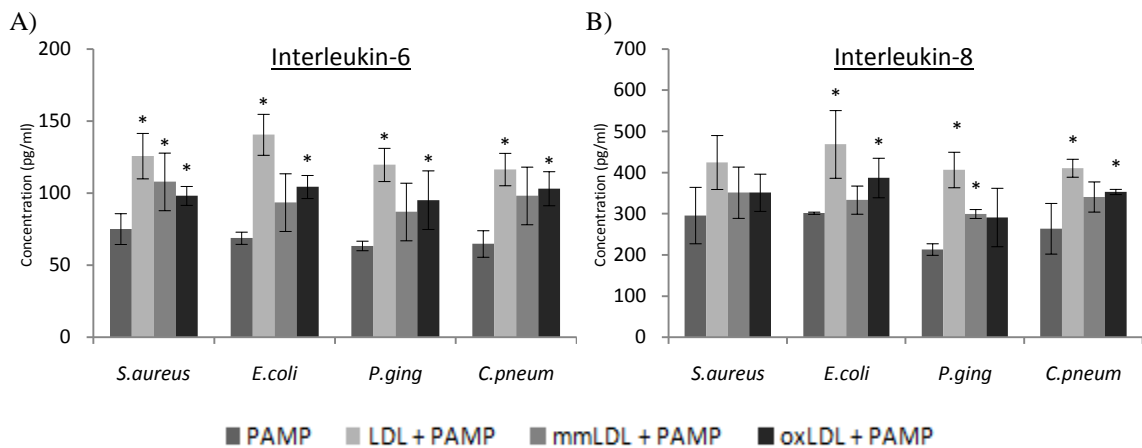 A)
Interleukin-6
Concentration (pg/ml)
200
150
100
50
0
*
*
*
*
*
*
*
*
*
S.aureus
E.coli
P.ging
C.pneum
B)
Interleukin-8
Concentration (pg/ml)
700
600
500
400
300
200
100
0
*
*
*
*
*
*
S.aureus
E.coli
P.ging
C.pneum
PAMP LDL + PAMP mmLDL + PAMP oxLDL + PAMP